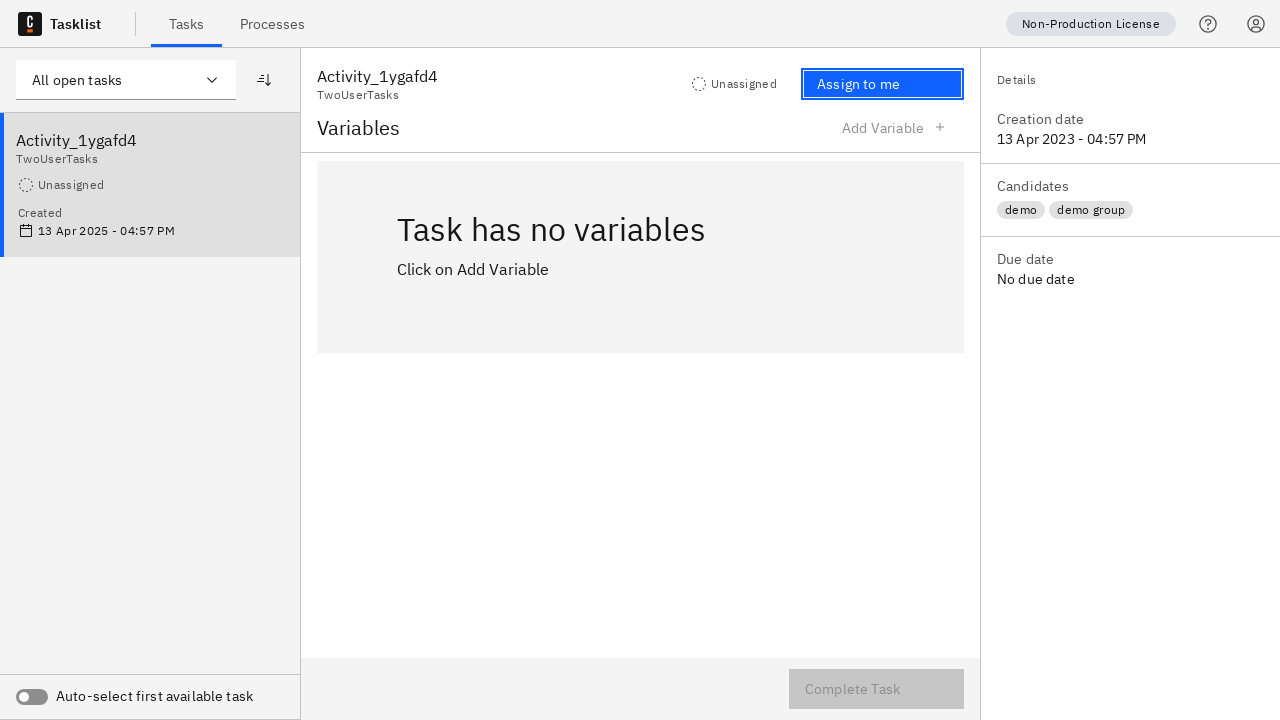 Tasklist
Tasks
Processes
Non-Production License
All open tasks
Activity_1ygafd4
TwoUserTasks
Unassigned
Created
13 Apr 2025 - 04:57 PM
Auto-select first available task
Activity_1ygafd4
TwoUserTasks
Unassigned
Assign to me
Variables
Add Variable
Task has no variables
Click on Add Variable
Complete Task
Details
Creation date
13 Apr 2023 - 04:57 PM
Candidates
demo
demo group
Due date
No due date